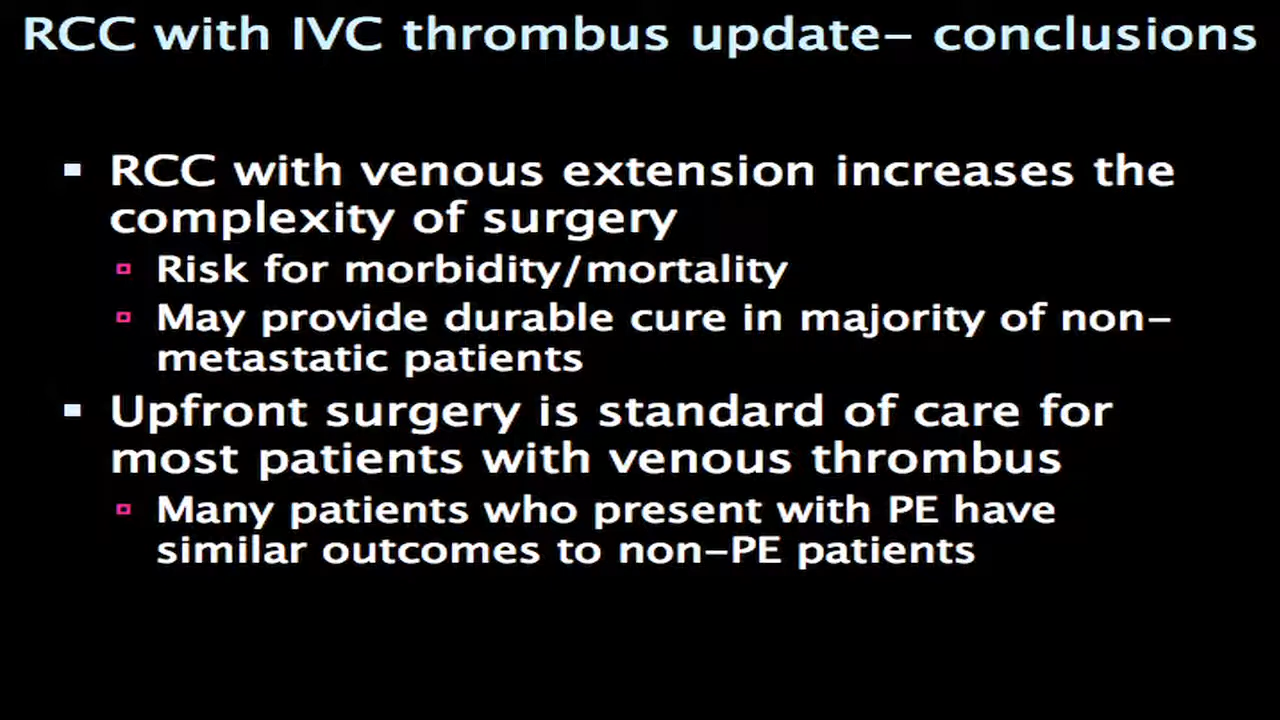 RCC with IVC thrombus update– conclusions
RCC with venous extension increases the
complexity of surgery
Risk for morbidity/mortality
May provide durable cure in majority of non–
metastatic patients
Upfront surgery is standard of care for
most patients with venous thrombus
Many patients who present with PE have
similar outcomes to non–PE patients